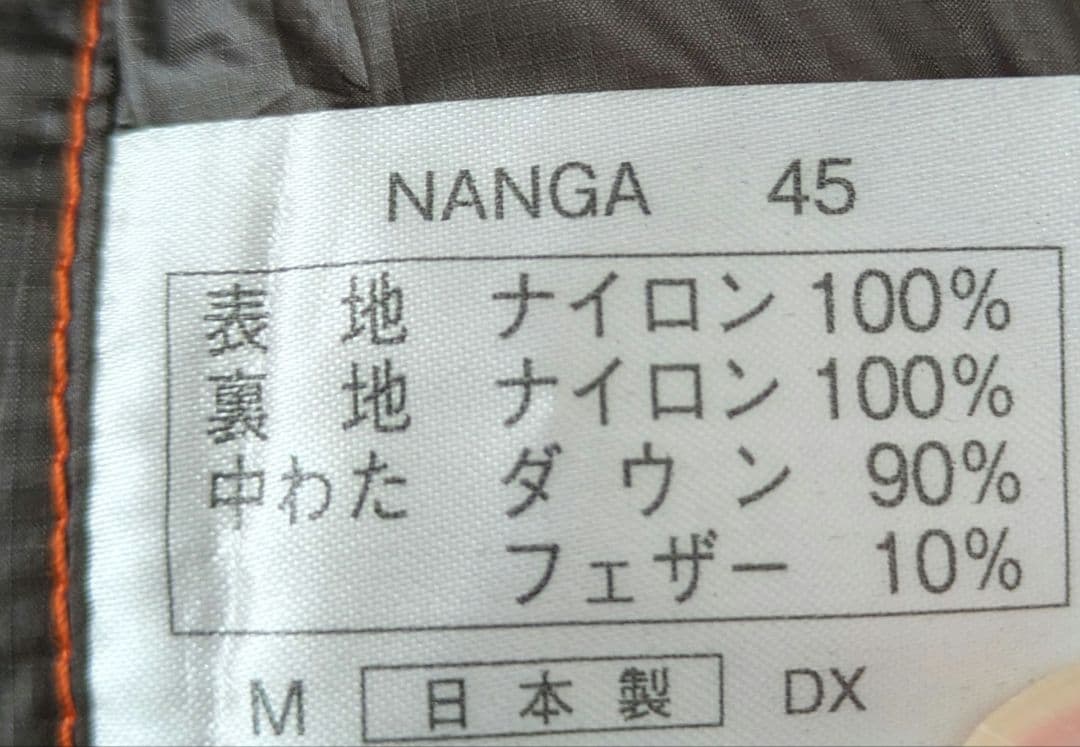 NANGA 45
表地 ナイロン 100%
裏地 ナイロン 100%
中わた ダウン 90%
フェザー 10%
M 日本製 DX